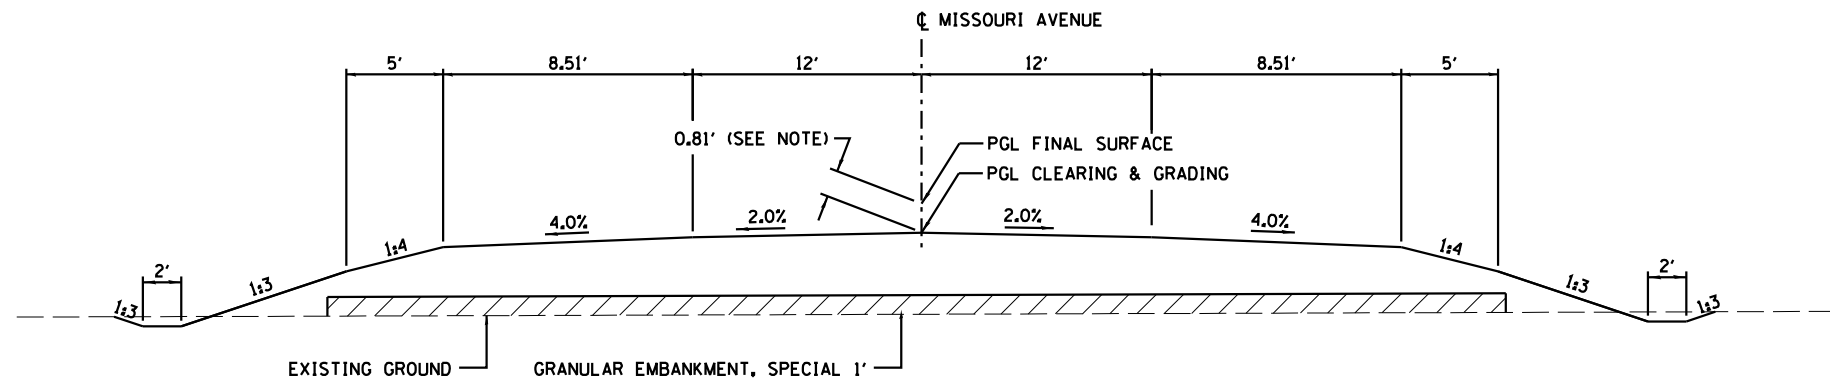 ℄ MISSOURI AVENUE
5' 8.51' 12' 12' 8.51' 5'
0.81' (SEE NOTE)
PGL FINAL SURFACE
PGL CLEARING & GRADING
4.0% 2.0% 2.0% 4.0%
1:4 1:4
2' 1:3 1:3 2'
1:3 1:3
EXISTING GROUND
GRANULAR EMBANKMENT, SPECIAL 1'